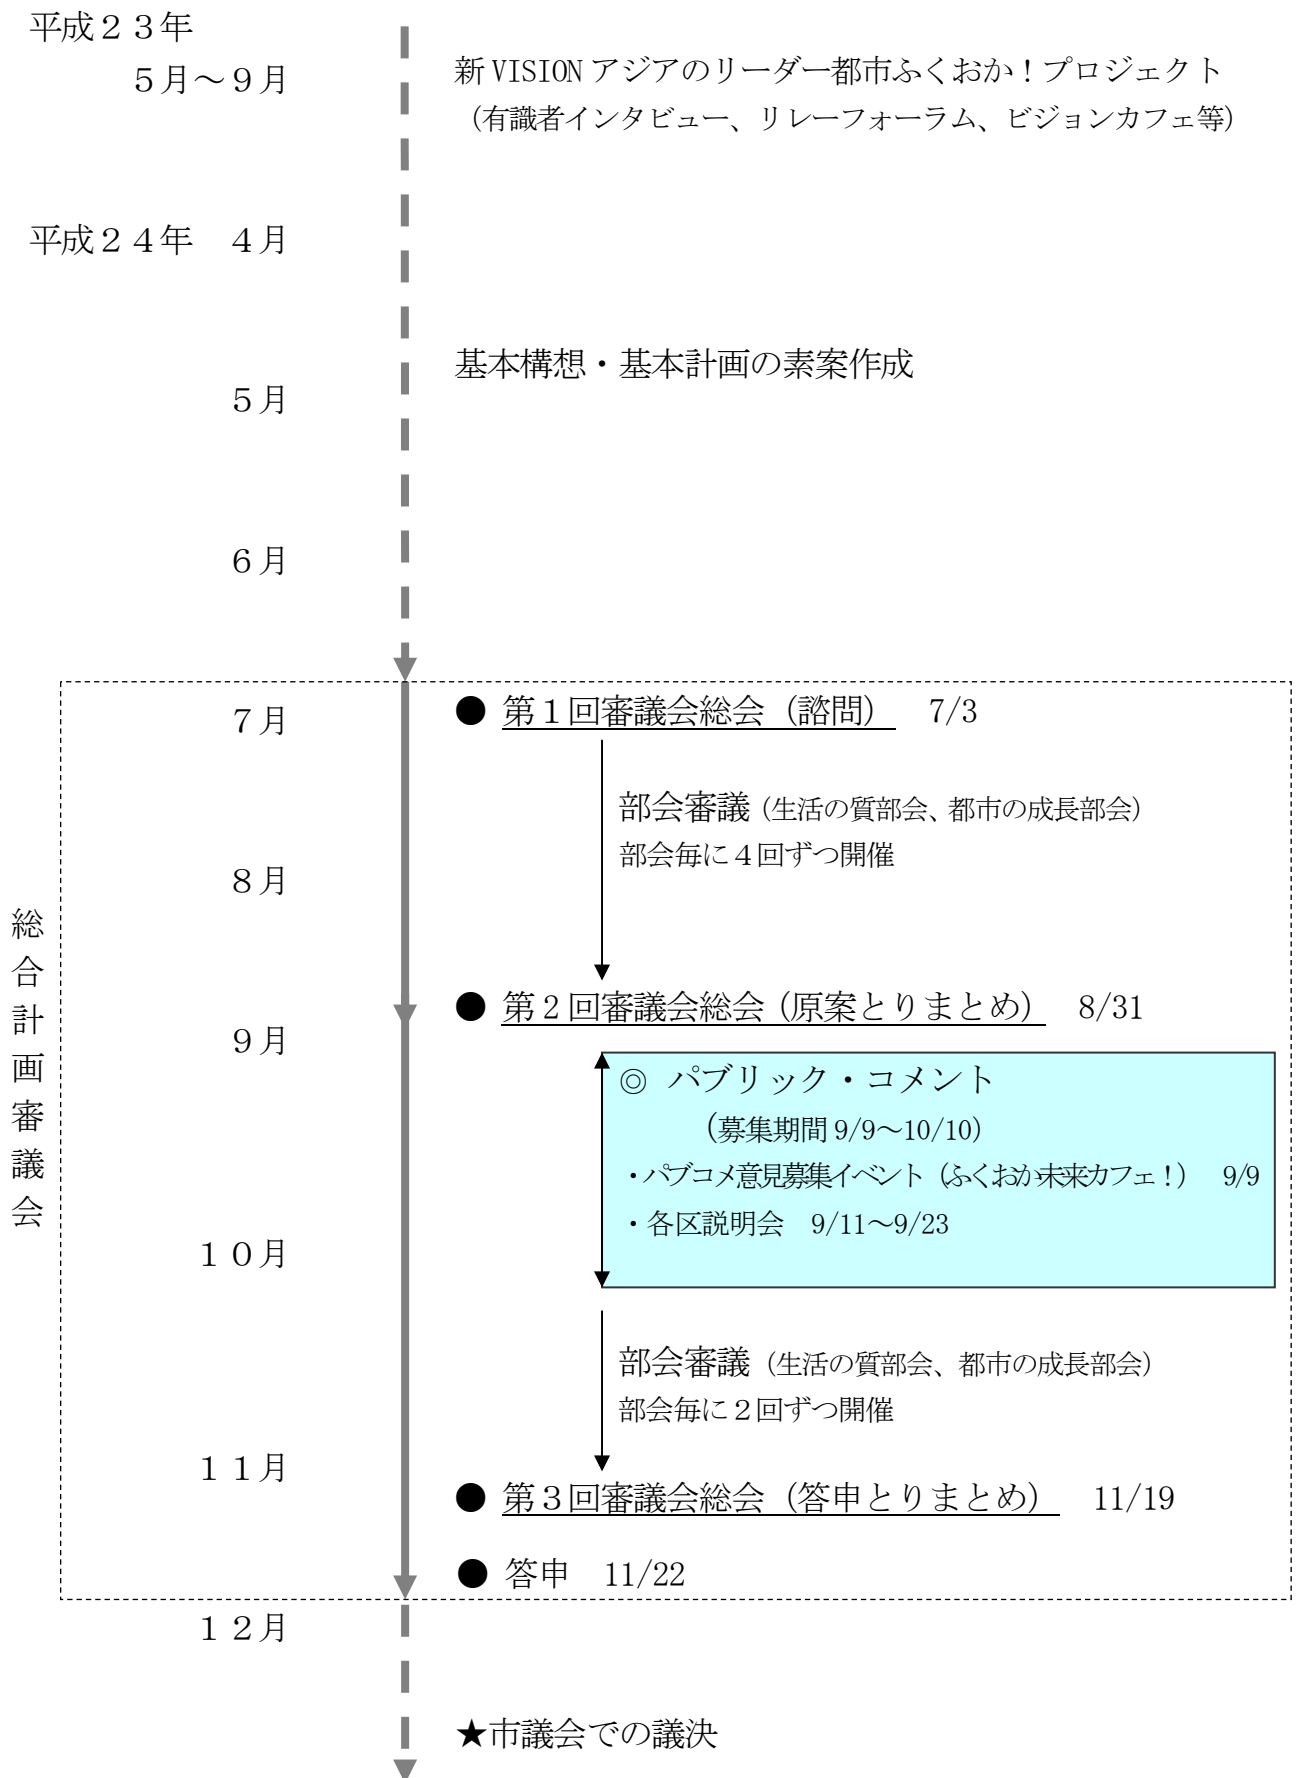 平成２３年
５月～９月
新 VISION アジアのリーダー都市ふくおか！プロジェクト
（有識者インタビュー、リレーフォーラム、ビジョンカフェ等）
平成２４年　４月
基本構想・基本計画の素案作成
５月
６月
総合計画審議会
７月
● 第１回審議会総会（諮問）　7/3
部会審議（生活の質部会、都市の成長部会）
部会毎に４回ずつ開催
８月
● 第２回審議会総会（原案とりまとめ）　8/31
９月
◎　パブリック・コメント
（募集期間 9/9～10/10）
・パブコメ意見募集イベント（ふくおか未来カフェ！）　9/9
・各区説明会　9/11～9/23
１０月
部会審議（生活の質部会、都市の成長部会）
部会毎に２回ずつ開催
１１月
● 第３回審議会総会（答申とりまとめ）　11/19
● 答申　11/22
１２月
★市議会での議決